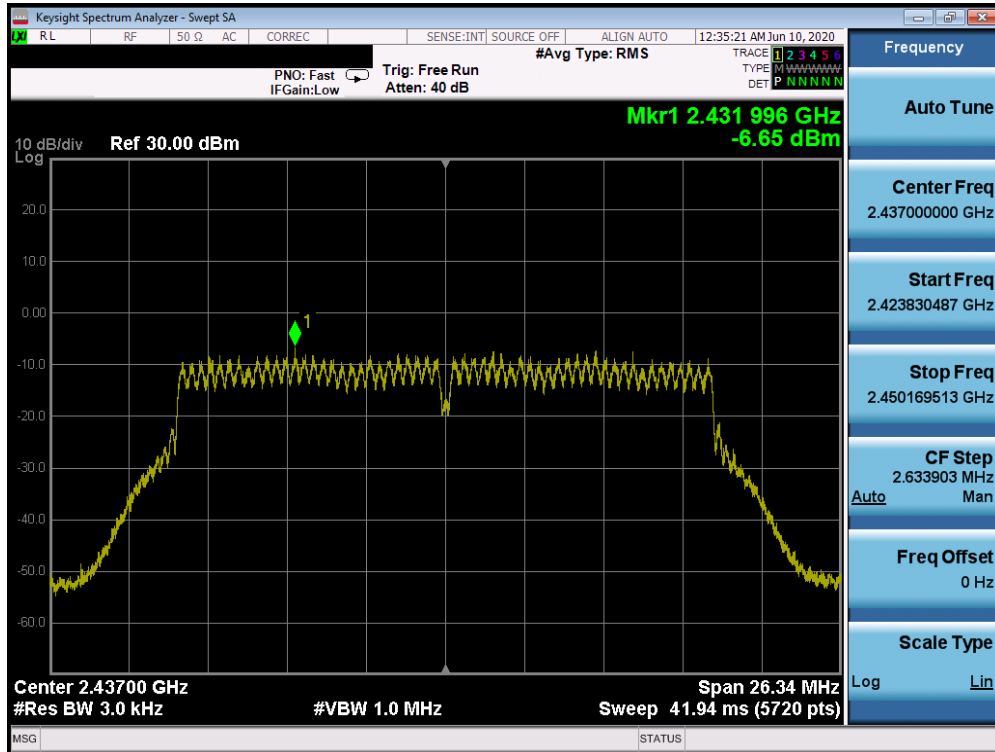 Keysight Spectrum Analyzer - Swept SA
LXI RL RF 50 Ω AC CORREC SENSE:INT SOURCE OFF ALIGN AUTO 12:35:21 AM Jun 10, 2020
#Avg Type: RMS
TRACE 1 2 3 4 5 6
TYPE M W W W W W
DET P N N N N N
PNO: Fast
IFGain:Low
Trig: Free Run
Atten: 40 dB
Mkr1 2.431 996 GHz
-6.65 dBm
10 dB/div
Log
Ref 30.00 dBm
20.0
10.0
0.00
-10.0
-20.0
-30.0
-40.0
-50.0
-60.0
1
Center 2.43700 GHz
#Res BW 3.0 kHz
#VBW 1.0 MHz
Span 26.34 MHz
Sweep 41.94 ms (5720 pts)
MSG
STATUS
Frequency
Auto Tune
Center Freq
2.437000000 GHz
Start Freq
2.423830487 GHz
Stop Freq
2.450169513 GHz
CF Step
2.633903 MHz
Auto Man
Freq Offset
0 Hz
Scale Type
Log Lin